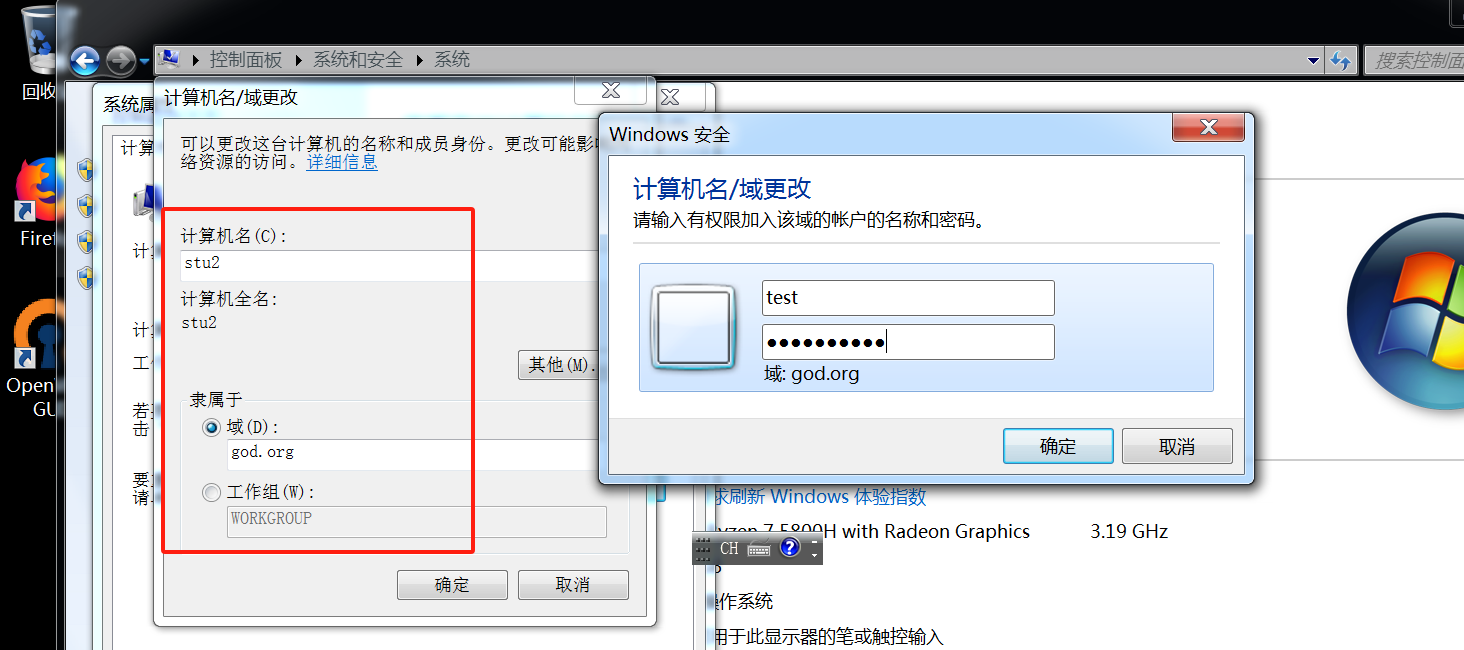 控制面板 系统和安全 系统
搜索控制面
回收
计算机名/域更改
系统属
计算
可以更改这台计算机的名称和成员身份。更改可能影
络资源的访问。详细信息
Windows 安全
计算机名/域更改
请输入有权限加入该域的帐户的名称和密码。
test
域: god.org
确定
取消
Firef
计算机名(C):
stu2
计算机全名:
stu2
其他(M).
隶属于
域(D):
god.org
工作组(W):
WORKGROUP
确定
取消
Open
GU
计
计
工
若
击
要
请
求刷新 Windows 体验指数
yzen 7 5800H with Radeon Graphics 3.19 GHz
CH
操作系统
用于此显示器的笔或触控输入